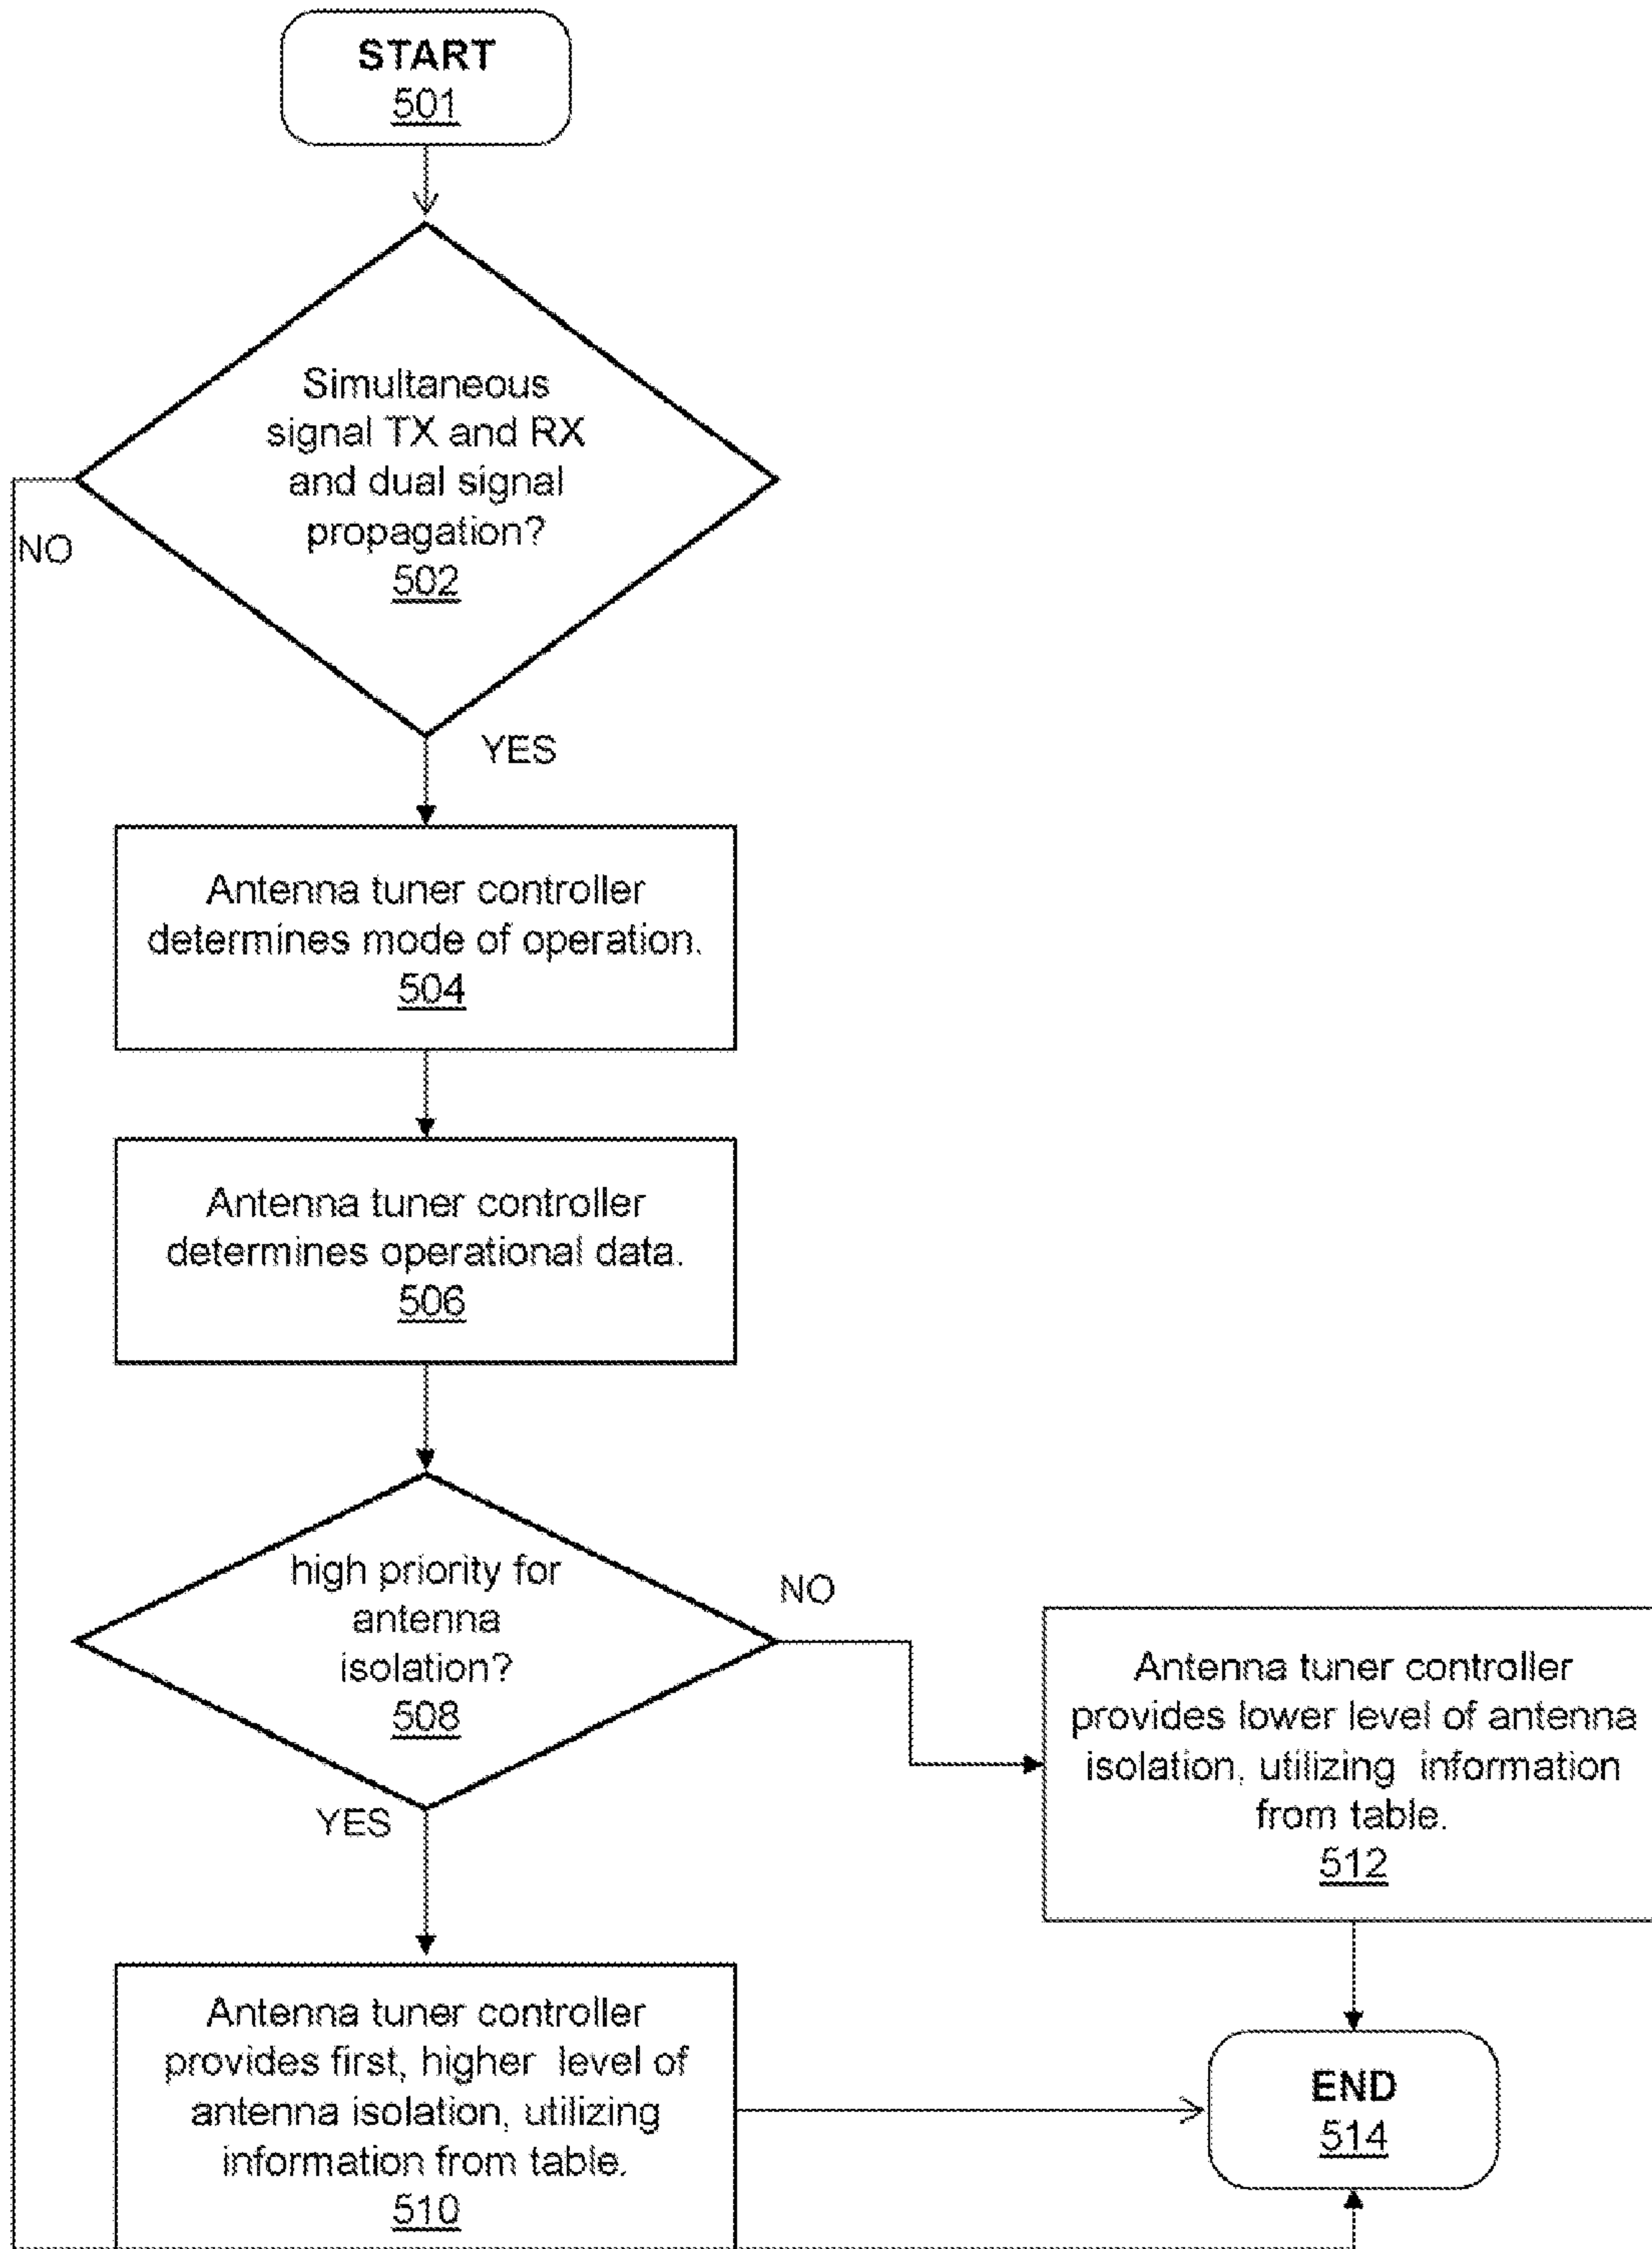 START
501
Simultaneous
signal TX and RX
and dual signal
propagation?
502
NO
YES
Antenna tuner controller
determines mode of operation.
504
Antenna tuner controller
determines operational data.
506
high priority for
antenna
isolation?
508
NO
YES
Antenna tuner controller
provides lower level of antenna
isolation, utilizing information
from table.
512
Antenna tuner controller
provides first, higher level of
antenna isolation, utilizing
information from table.
510
END
514